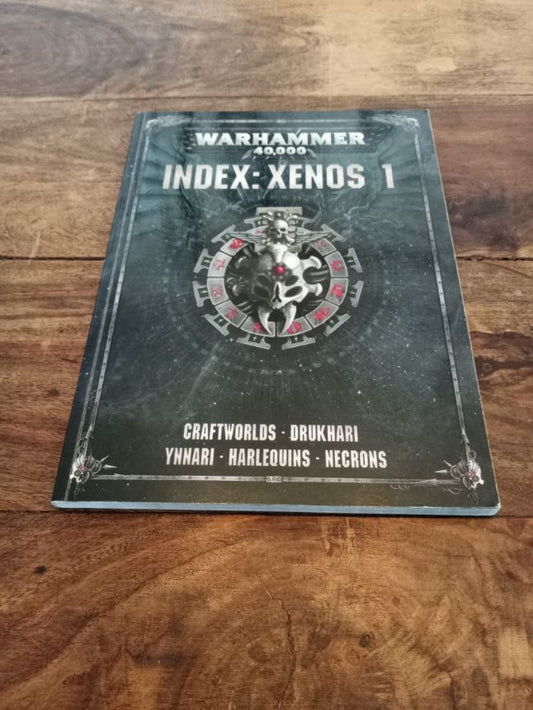 WARHAMMER
40,000
INDEX: XENOS 1
CRAFTWORLDS · DRUKHARI
YNNARI · HARLEQUINS · NECRONS